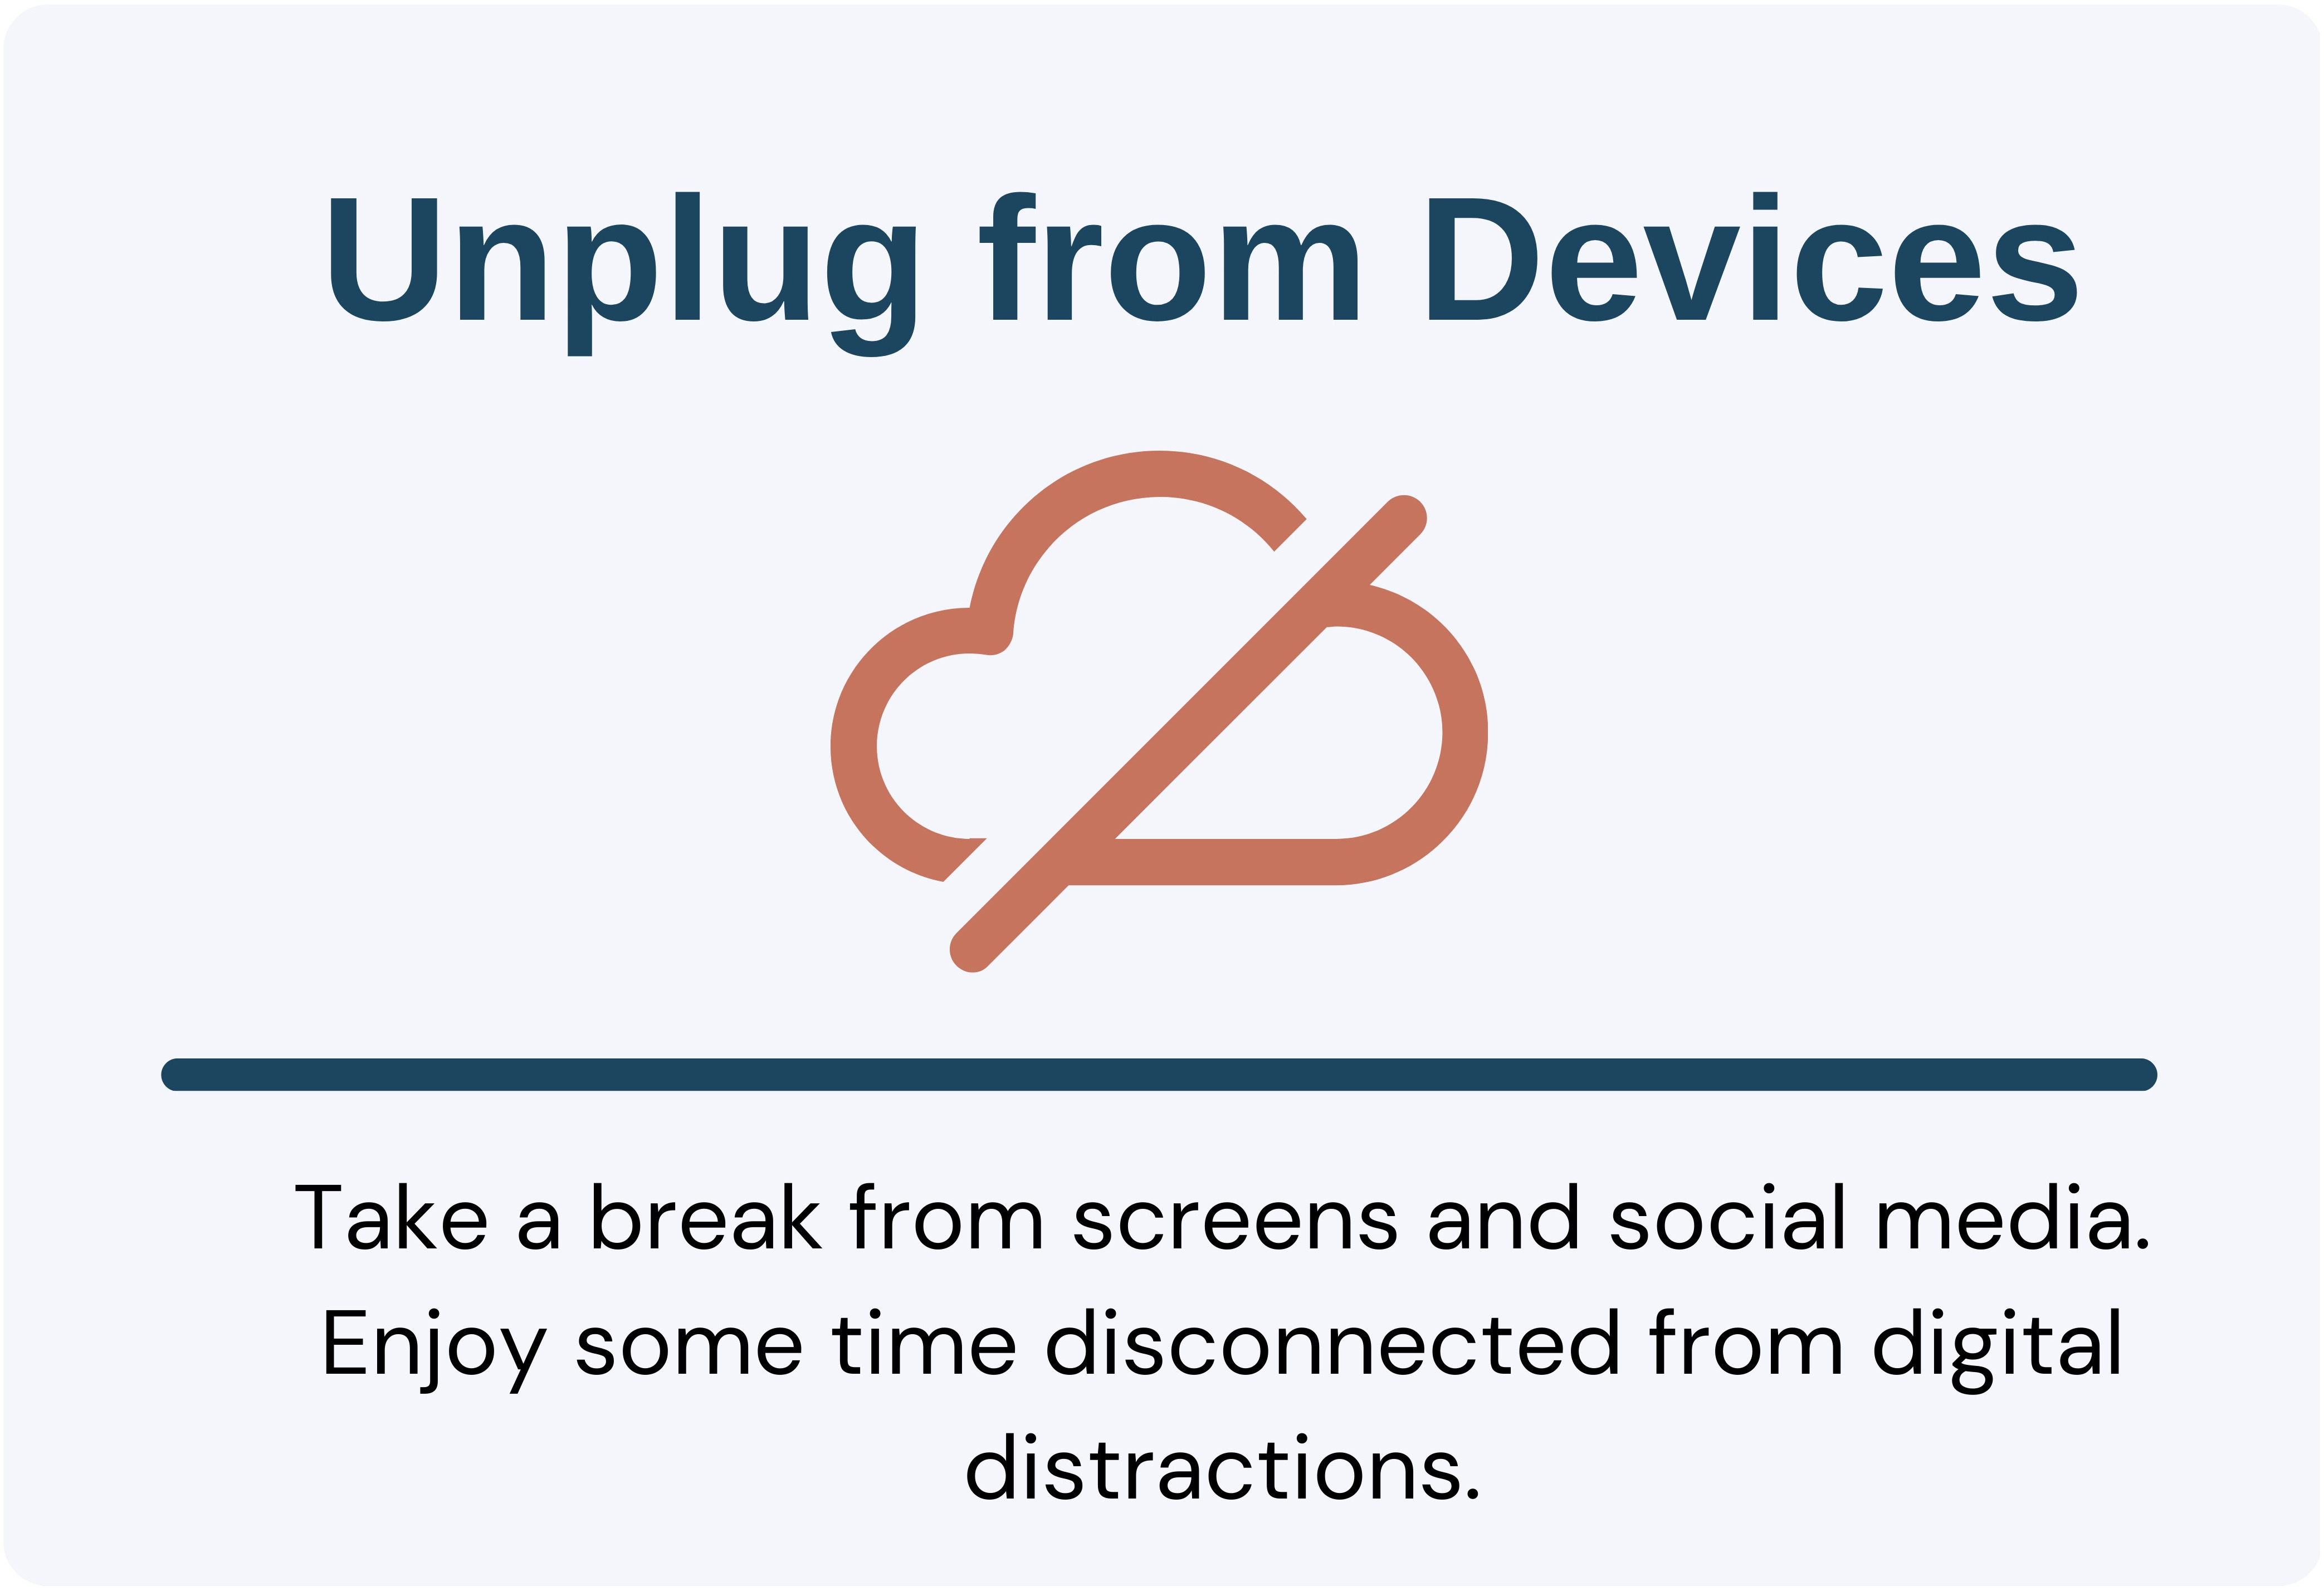 Unplug from Devices
Take a break from screens and social media.
Enjoy some time disconnected from digital
distractions.